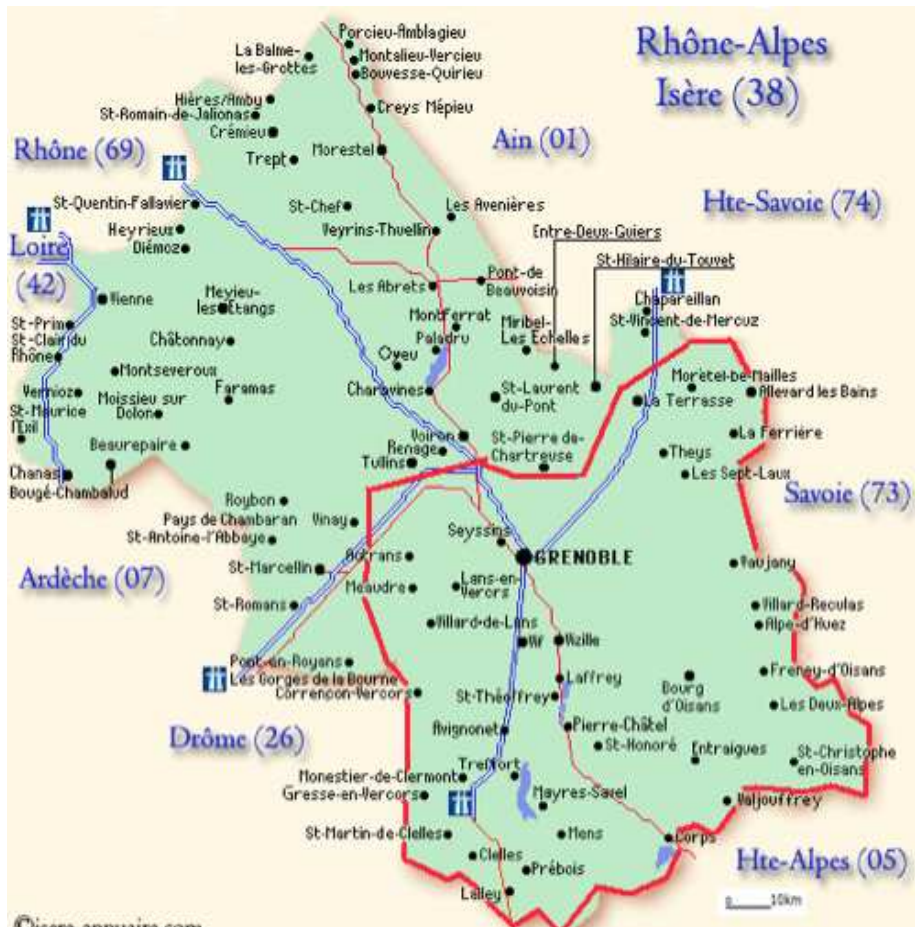 Rhône-Alpes
Isère (38)
Porcieu-Amblagieu
La Balme-
les-Grottes
Montalieu-Vercieu
Bouvesse-Quirieu
Hières/Amby
St-Romain-de-Jalionas
Creys Mépieu
Crémieu
Ain (01)
Rhône (69)
Morestel
Trept
St-Quentin-Fallavier
St-Chef
Les Avenières
Hte-Savoie (74)
Heyrieux
Veyrins-Thuellin
Entre-Deux-Guiers
Loire
(42)
Diémoz
St-Hilaire-du-Touvet
Pont-de
Beauvoisin
Les Abrets
Vienne
Meyieu-
les-Etangs
Chapareillan
St-Prim
Montferrat
Miribel-
Les Echelles
St-Vincent-de-Mercuz
St-Clair/du
Rhône
Châtonnay
Paladru
Oyeu
Montseveroux
Moretel-be-Mailles
Vernioz
Faramas
Charavines
St-Laurent
du-Pont
Allevard les Bains
St-Maurice
l'Exil
Moissieu sur
Dolon
La Terrasse
Beaurepaire
Voiron
St-Pierre de-
Chartreuse
La Ferrière
Renage
Theys
Chanas
Tullins
Les Sept-Laux
Bougé-Chambalud
Savoie (73)
Roybon
Pays de Chambaran
Vinay
St-Antoine-l'Abbaye
Seyssins
Autrans
GRENOBLE
Ardèche (07)
St-Marcellin
Vaujany
Meaudre
Lans-en-
Vercors
St-Romans
Villard-Reculas
Villard-de-Lans
Alpe-d'Huez
Vif
Vizille
Pont-en-Royans
Les Gorges de la Bourne
Laffrey
Freney-d'Oisans
Corrençon-Vercors
St-Théoffrey
Bourg
d'Oisans
Les Deux-Alpes
Drôme (26)
Avignonet
Pierre-Châtel
St-Honoré
Entraigues
St-Christophe
en-Oisans
Treffort
Monestier-de-Clermont
Gresse-en-Vercors
Mayres-Savel
Valjouffrey
St-Martin-de-Clelles
Mens
Corps
Clelles
Prébois
Hte-Alpes (05)
Lalley
0 10km
©isere-annuaire.com